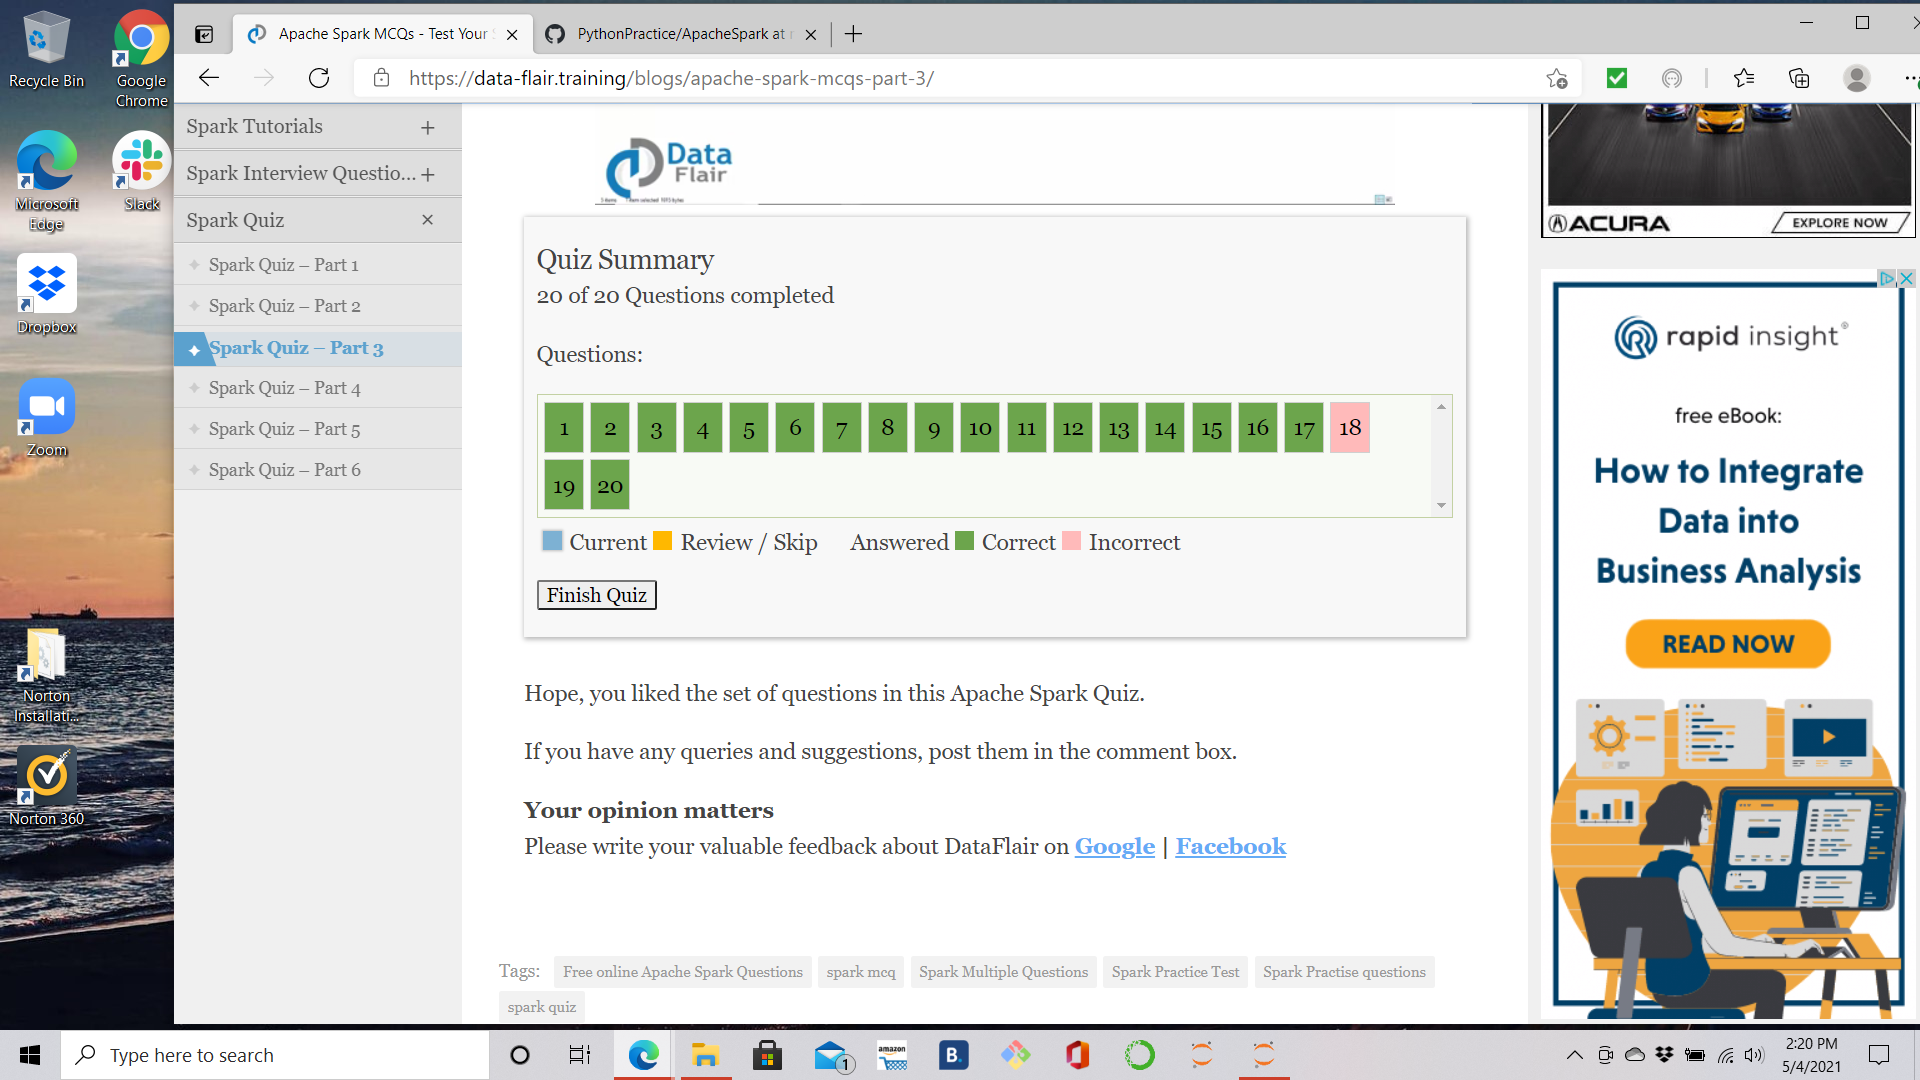 Recycle Bin
Google
Chrome
Microsoft
Edge
Slack
Dropbox
Zoom
Norton
Installati...
Norton 360
Apache Spark MCQs - Test Your
PythonPractice/ApacheSpark at
https://data-flair.training/blogs/apache-spark-mcqs-part-3/
Spark Tutorials +
Spark Interview Questio... +
Spark Quiz ×
Spark Quiz – Part 1
Spark Quiz – Part 2
Spark Quiz – Part 3
Spark Quiz – Part 4
Spark Quiz – Part 5
Spark Quiz – Part 6
Data
Flair
Quiz Summary
20 of 20 Questions completed
Questions:
1 2 3 4 5 6 7 8 9 10 11 12 13 14 15 16 17 18
19 20
Current Review / Skip Answered Correct Incorrect
Finish Quiz
Hope, you liked the set of questions in this Apache Spark Quiz.
If you have any queries and suggestions, post them in the comment box.
Your opinion matters
Please write your valuable feedback about DataFlair on Google | Facebook
Tags: Free online Apache Spark Questions spark mcq Spark Multiple Questions Spark Practice Test Spark Practise questions
spark quiz
ACURA EXPLORE NOW
rapid insight®
free eBook:
How to Integrate
Data into
Business Analysis
READ NOW
Type here to search
amazon
B.
1
2:20 PM
5/4/2021